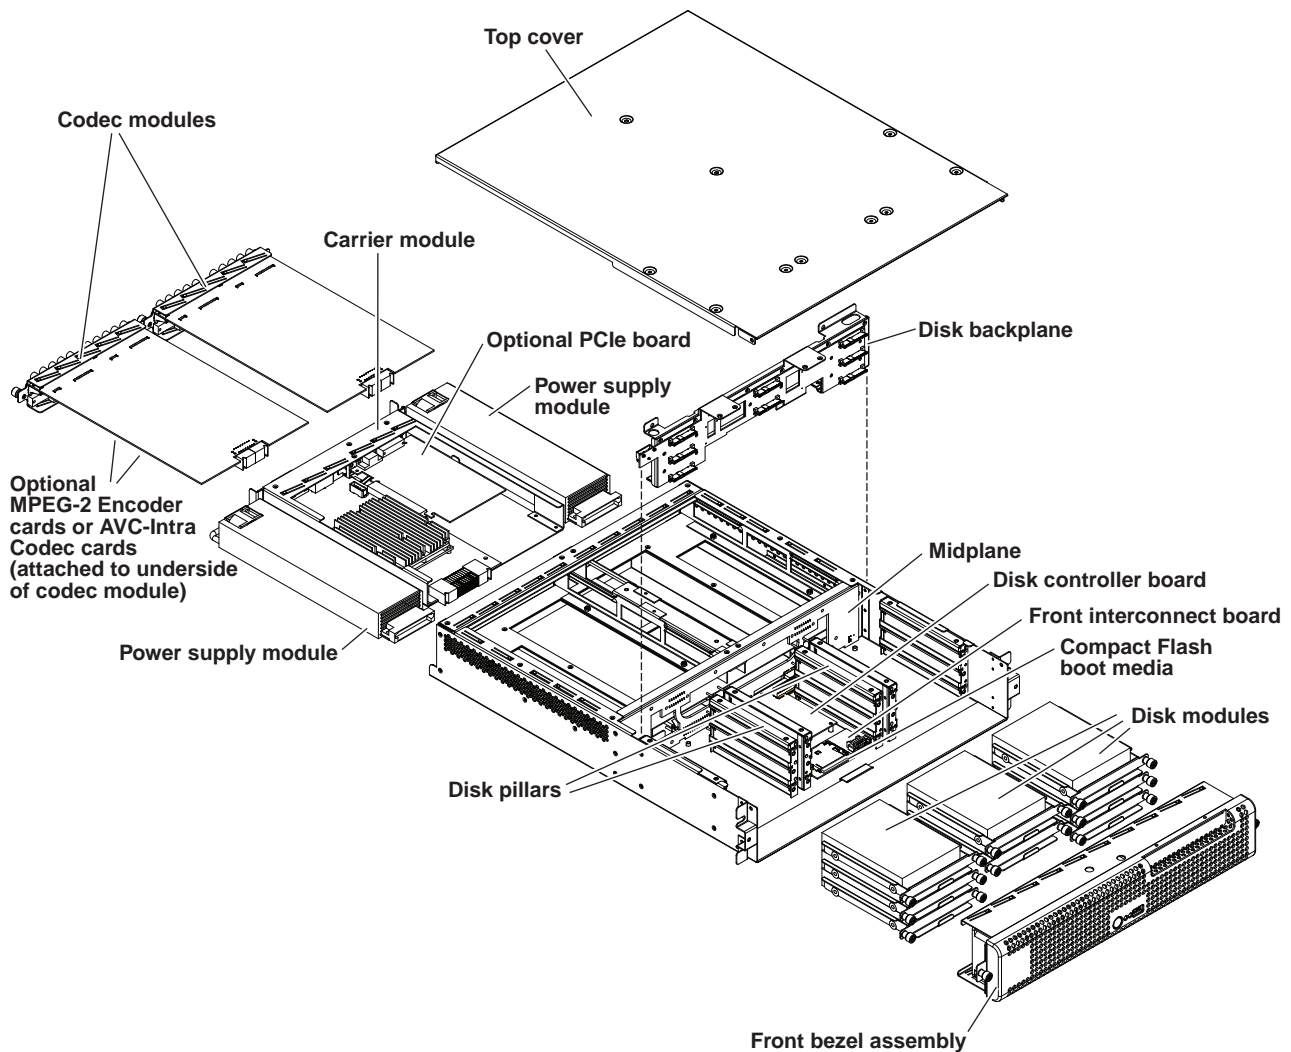 Top cover
Codec modules
Carrier module
Optional PCIe board
Disk backplane
Power supply
module
Optional
MPEG-2 Encoder
cards or AVC-Intra
Codec cards
(attached to underside
of codec module)
Midplane
Disk controller board
Front interconnect board
Compact Flash
boot media
Power supply module
Disk modules
Disk pillars
Front bezel assembly